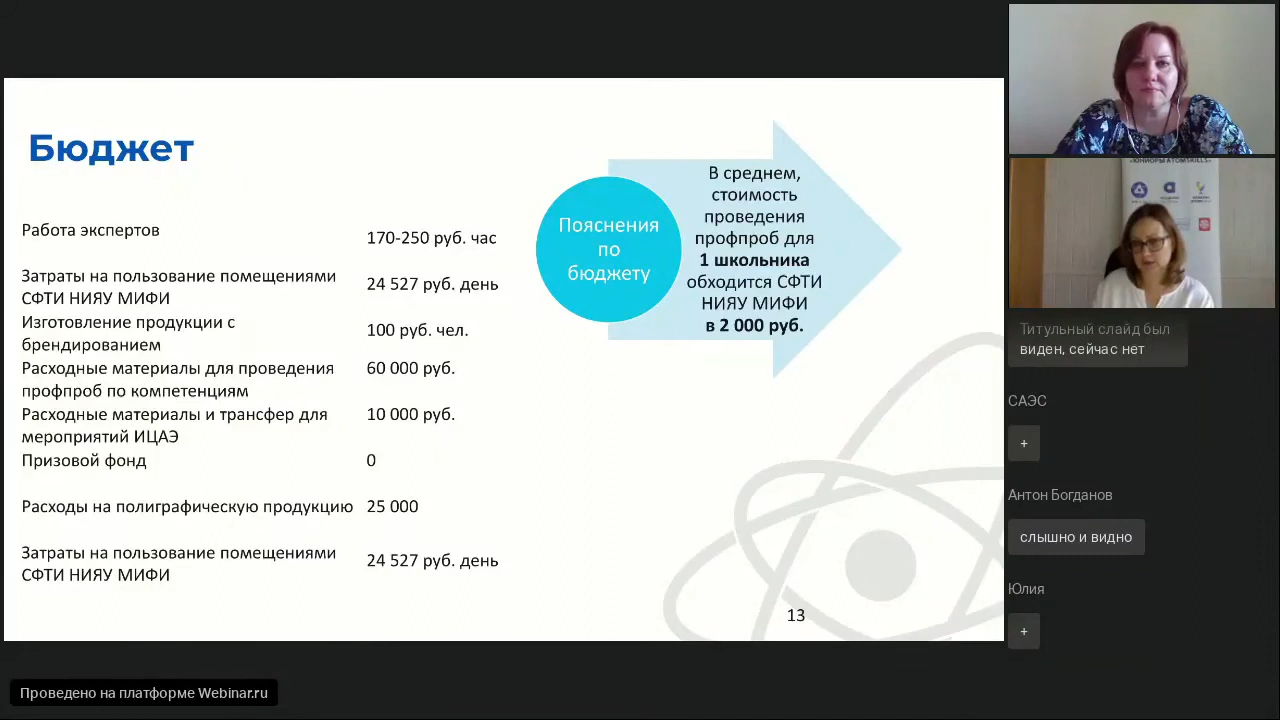 Бюджет
Работа экспертов
170-250 руб. час
Затраты на пользование помещениями
СФТИ НИЯУ МИФИ
24 527 руб. день
Изготовление продукции с
брендированием
100 руб. чел.
Расходные материалы для проведения
профпроб по компетенциям
60 000 руб.
Расходные материалы и трансфер для
мероприятий ИЦАЭ
10 000 руб.
Призовой фонд
0
Расходы на полиграфическую продукцию
25 000
Затраты на пользование помещениями
СФТИ НИЯУ МИФИ
24 527 руб. день
Пояснения
по
бюджету
В среднем,
стоимость
проведения
профпроб для
1 школьника
обходится СФТИ
НИЯУ МИФИ
в 2 000 руб.
13
Проведено на платформе Webinar.ru
ЮНИОРЫ ATOMSKILLS
Титульный слайд был
виден, сейчас нет
САЭС
+
Антон Богданов
слышно и видно
Юлия
+